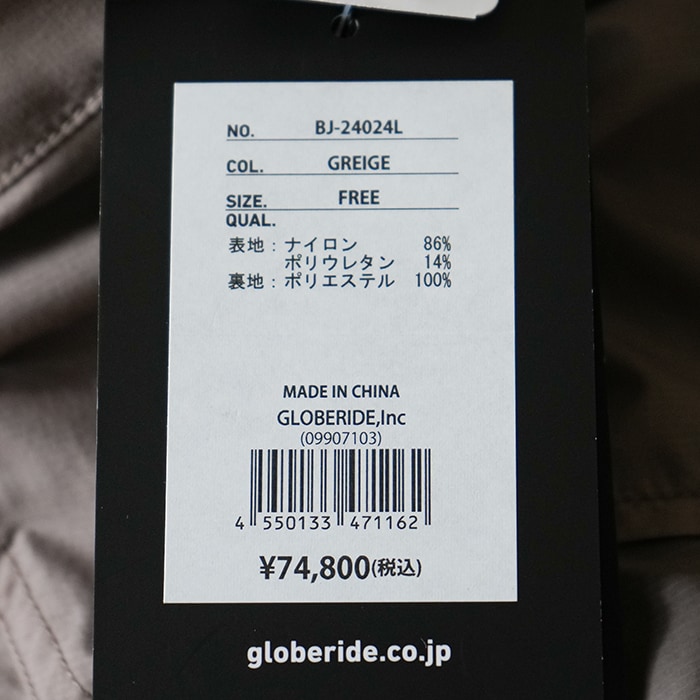 NO. BJ-24024L
COL. GREIGE
SIZE. FREE
QUAL.
表地：ナイロン 86%
ポリウレタン 14%
裏地：ポリエステル 100%
MADE IN CHINA
GLOBERIDE,Inc
(09907103)
4 550133 471162
¥74,800(税込)
globeride.co.jp